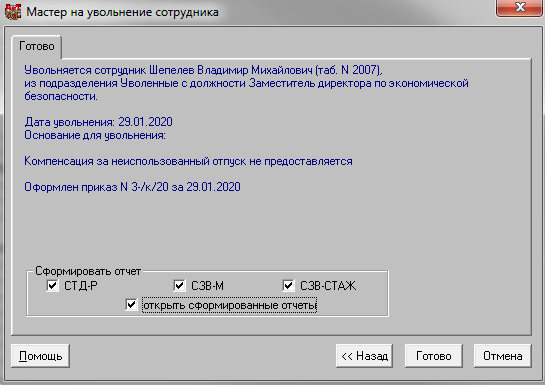 Мастер на увольнение сотрудника
Готово
Увольняется сотрудник Шепелев Владимир Михайлович (таб. N 2007),
из подразделения Уволенные с должности Заместитель директора по экономической
безопасности.
Дата увольнения: 29.01.2020
Основание для увольнения:
Компенсация за неиспользованный отпуск не предоставляется
Оформлен приказ N 3-/к/20 за 29.01.2020
Сформировать отчет
СТД-Р СЗВ-М СЗВ-СТАЖ
открыть сформированные отчеты
Помощь << Назад Готово Отмена